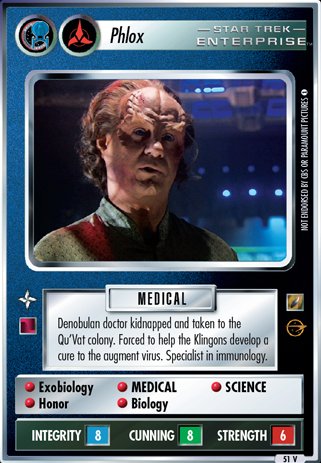 Phlox
STAR TREK
ENTERPRISE™
NOT ENDORSED BY CBS OR PARAMOUNT PICTURES
MEDICAL
Denobulan doctor kidnapped and taken to the
Qu'Vat colony. Forced to help the Klingons develop a
cure to the augment virus. Specialist in immunology.
Exobiology MEDICAL SCIENCE
Honor Biology
INTEGRITY 8 CUNNING 8 STRENGTH 6
51 V